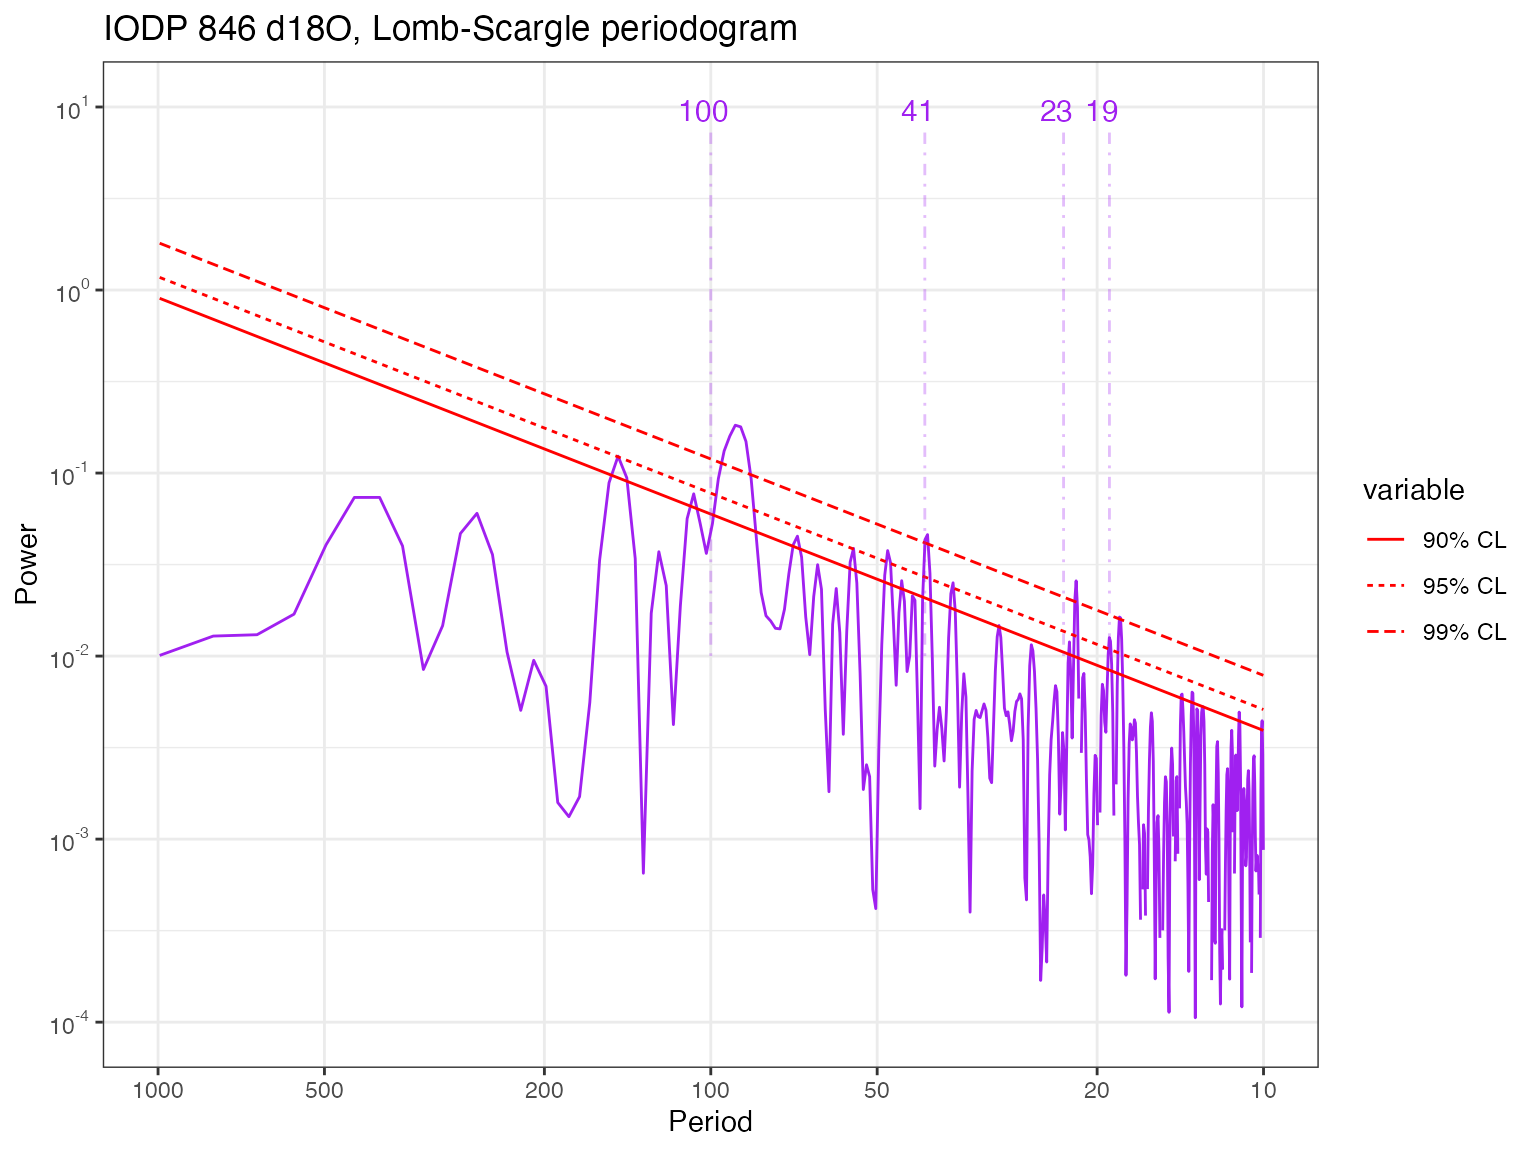 IODP 846 d18O, Lomb-Scargle periodogram
100 41 23 19
10^1
10^0
10^-1
10^-2
10^-3
10^-4
Power
1000 500 200 100 50 20 10
Period
variable
90% CL
95% CL
99% CL